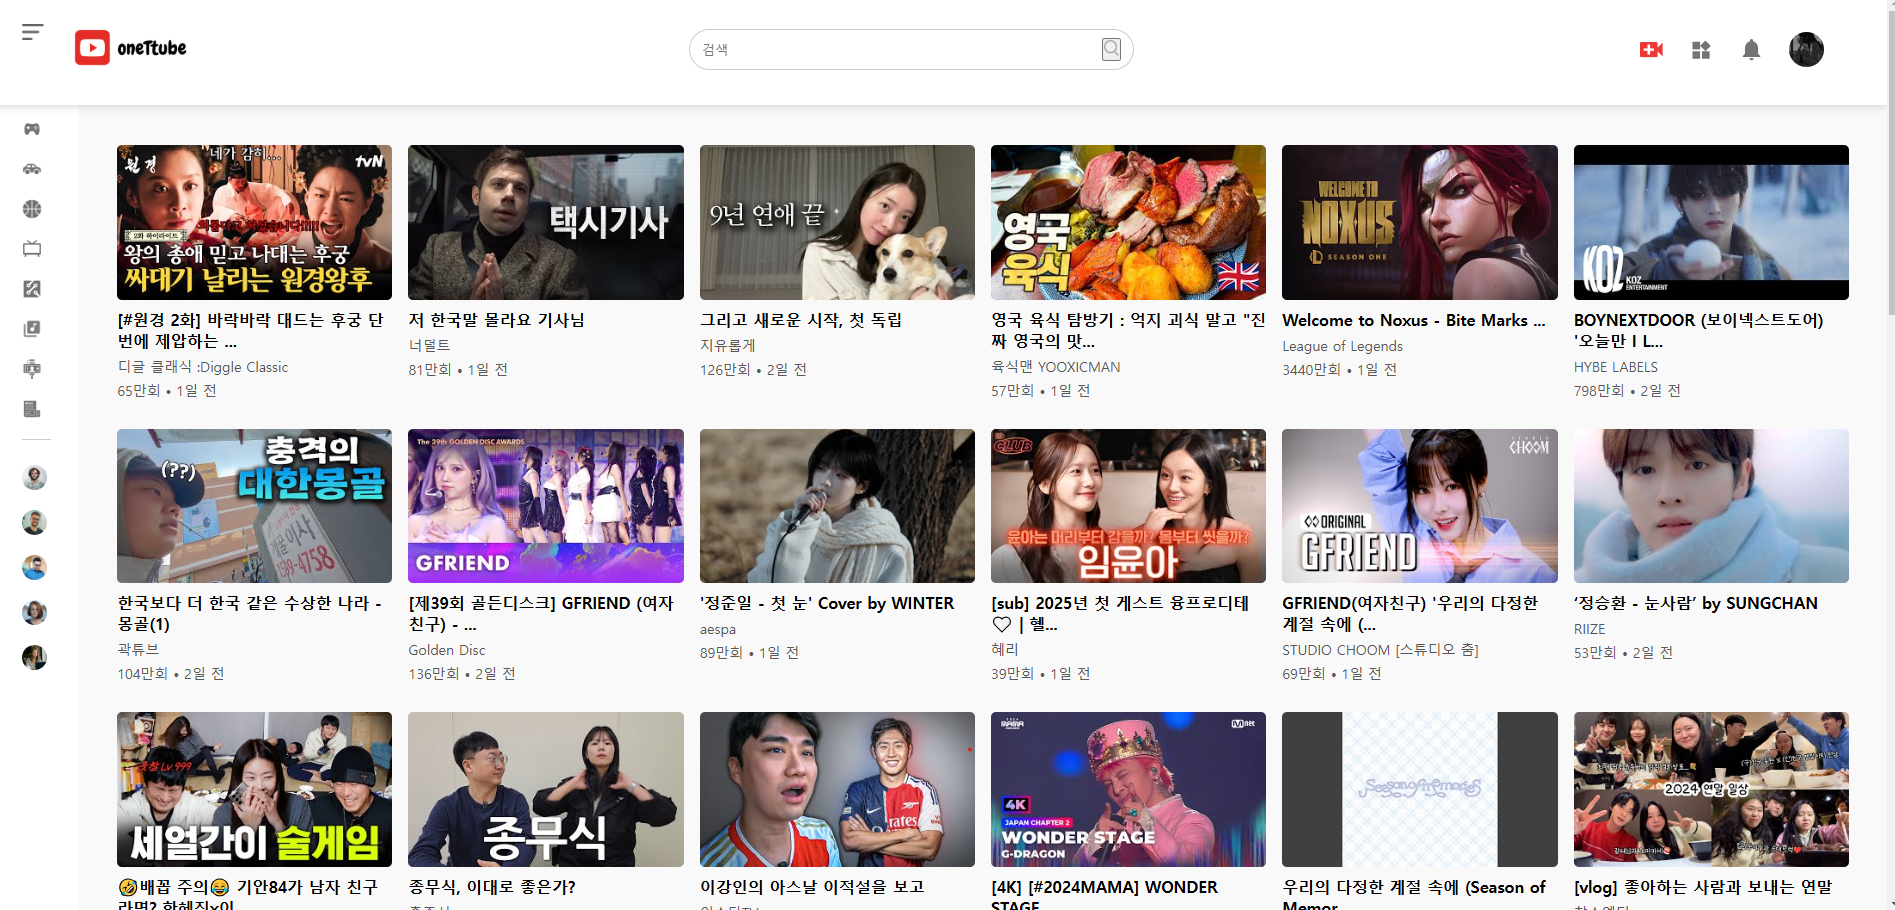 oneTtube
검색
원경
네가 감히...
tvN
2화 하이라이트
왕의 총애 믿고 나대는 후궁
싸대기 날리는 원경왕후
택시기사
9년 연애 끝
영국
육식
WELCOME TO
NOXUS
SEASON ONE
KOZ
KOZ
ENTERTAINMENT
[#원경 2화] 바락바락 대드는 후궁 단
번에 제압하는 ...
디글 클래식 :Diggle Classic
65만회 • 1일 전
저 한국말 몰라요 기사님
너덜트
81만회 • 1일 전
그리고 새로운 시작, 첫 독립
지유롭게
126만회 • 2일 전
영국 육식 탐방기 : 억지 괴식 말고 "진
짜 영국의 맛...
육식맨 YOOXICMAN
57만회 • 1일 전
Welcome to Noxus - Bite Marks ...
League of Legends
3440만회 • 1일 전
BOYNEXTDOOR (보이넥스트도어)
'오늘만 I L...
HYBE LABELS
798만회 • 2일 전
(??)
충격의
대한몽골
이사
4758
The 39th GOLDEN DISC AWARDS
GFRIEND
CLUB
윤아는 머리부터 감을까? 몸부터 씻을까?
임윤아
STUDIO
CHOOM
ORIGINAL
GFRIEND
한국보다 더 한국 같은 수상한 나라 -
몽골(1)
곽튜브
104만회 • 2일 전
[제39회 골든디스크] GFRIEND (여자
친구) - ...
Golden Disc
136만회 • 2일 전
'정준일 - 첫 눈' Cover by WINTER
aespa
89만회 • 1일 전
[sub] 2025년 첫 게스트 융프로디테
♡ | 헬...
혜리
39만회 • 1일 전
GFRIEND(여자친구) '우리의 다정한
계절 속에 (...
STUDIO CHOOM [스튜디오 춤]
69만회 • 1일 전
‘정승환 - 눈사람’ by SUNGCHAN
RIIZE
53만회 • 2일 전
Lv.999
세얼간이 술게임
종무식
MAMA
Mnet
4K
JAPAN CHAPTER 2
WONDER STAGE
G-DRAGON
Season of memories
2024 연말 일상
🤣배꼽 주의😂 기안84가 남자 친구
라면? 한혜진x이
종무식, 이대로 좋은가?
이강인의 아스날 이적설을 보고
[4K] [#2024MAMA] WONDER
STAGE
우리의 다정한 계절 속에 (Season of
Memor
[vlog] 좋아하는 사람과 보내는 연말